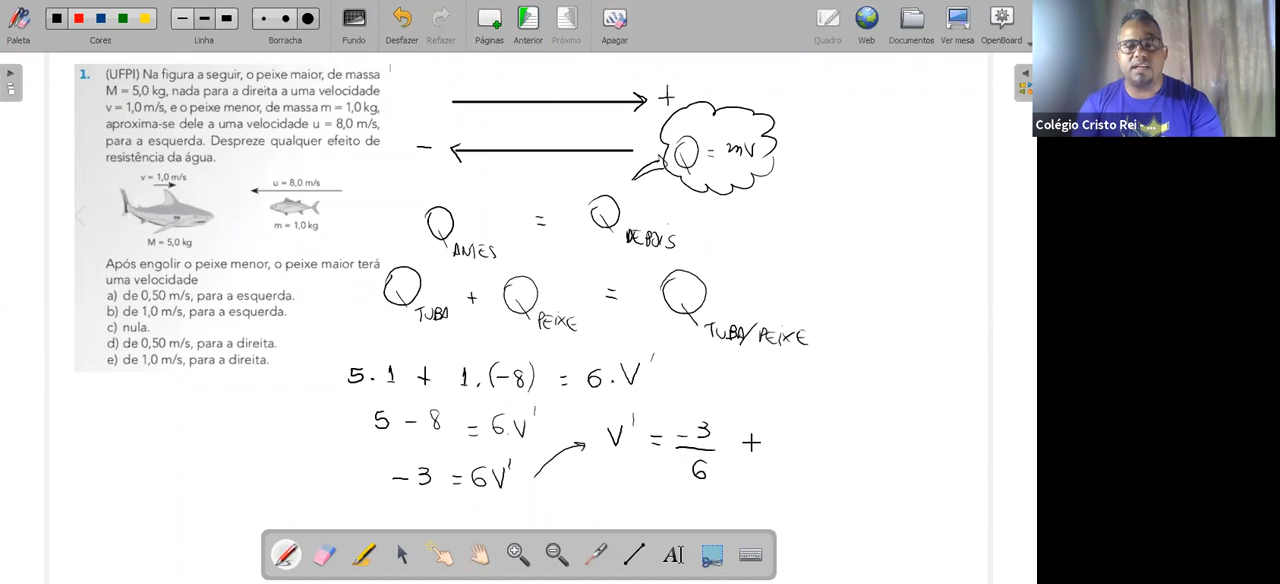 Paleta
Cores
Linha
Borracha
Fundo
Desfazer
Refazer
Páginas
Anterior
Próximo
Apagar
Quadro
Web
Documentos
Ver mesa
OpenBoard
Colégio Cristo Rei - ...
1. (UFPI) Na figura a seguir, o peixe maior, de massa
M = 5,0 kg, nada para a direita a uma velocidade
v = 1,0 m/s, e o peixe menor, de massa m = 1,0 kg,
aproxima-se dele a uma velocidade u = 8,0 m/s,
para a esquerda. Despreze qualquer efeito de
resistência da água.
v = 1,0 m/s
u = 8,0 m/s
m = 1,0 kg
M = 5,0 kg
Após engolir o peixe menor, o peixe maior terá
uma velocidade
a) de 0,50 m/s, para a esquerda.
b) de 1,0 m/s, para a esquerda.
c) nula.
d) de 0,50 m/s, para a direita.
e) de 1,0 m/s, para a direita.
+
-
Q = mV
Q ANTES = Q DEPOIS
Q TUBA + Q PEIXE = Q TUBA/PEIXE
5.1 + 1.(-8) = 6.V'
5 - 8 = 6.V'
-3 = 6V'
V' = -3/6 +
AI